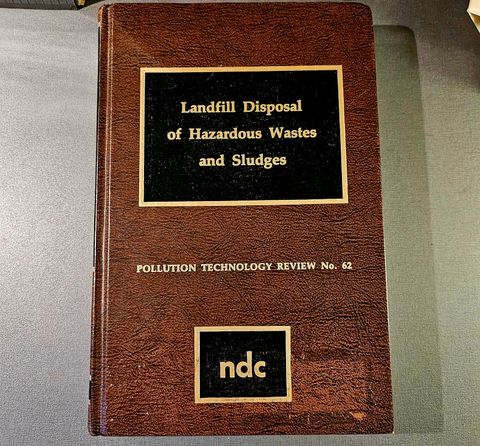 Landfill Disposal
of Hazardous Wastes
and Sludges
POLLUTION TECHNOLOGY REVIEW No. 62
ndc